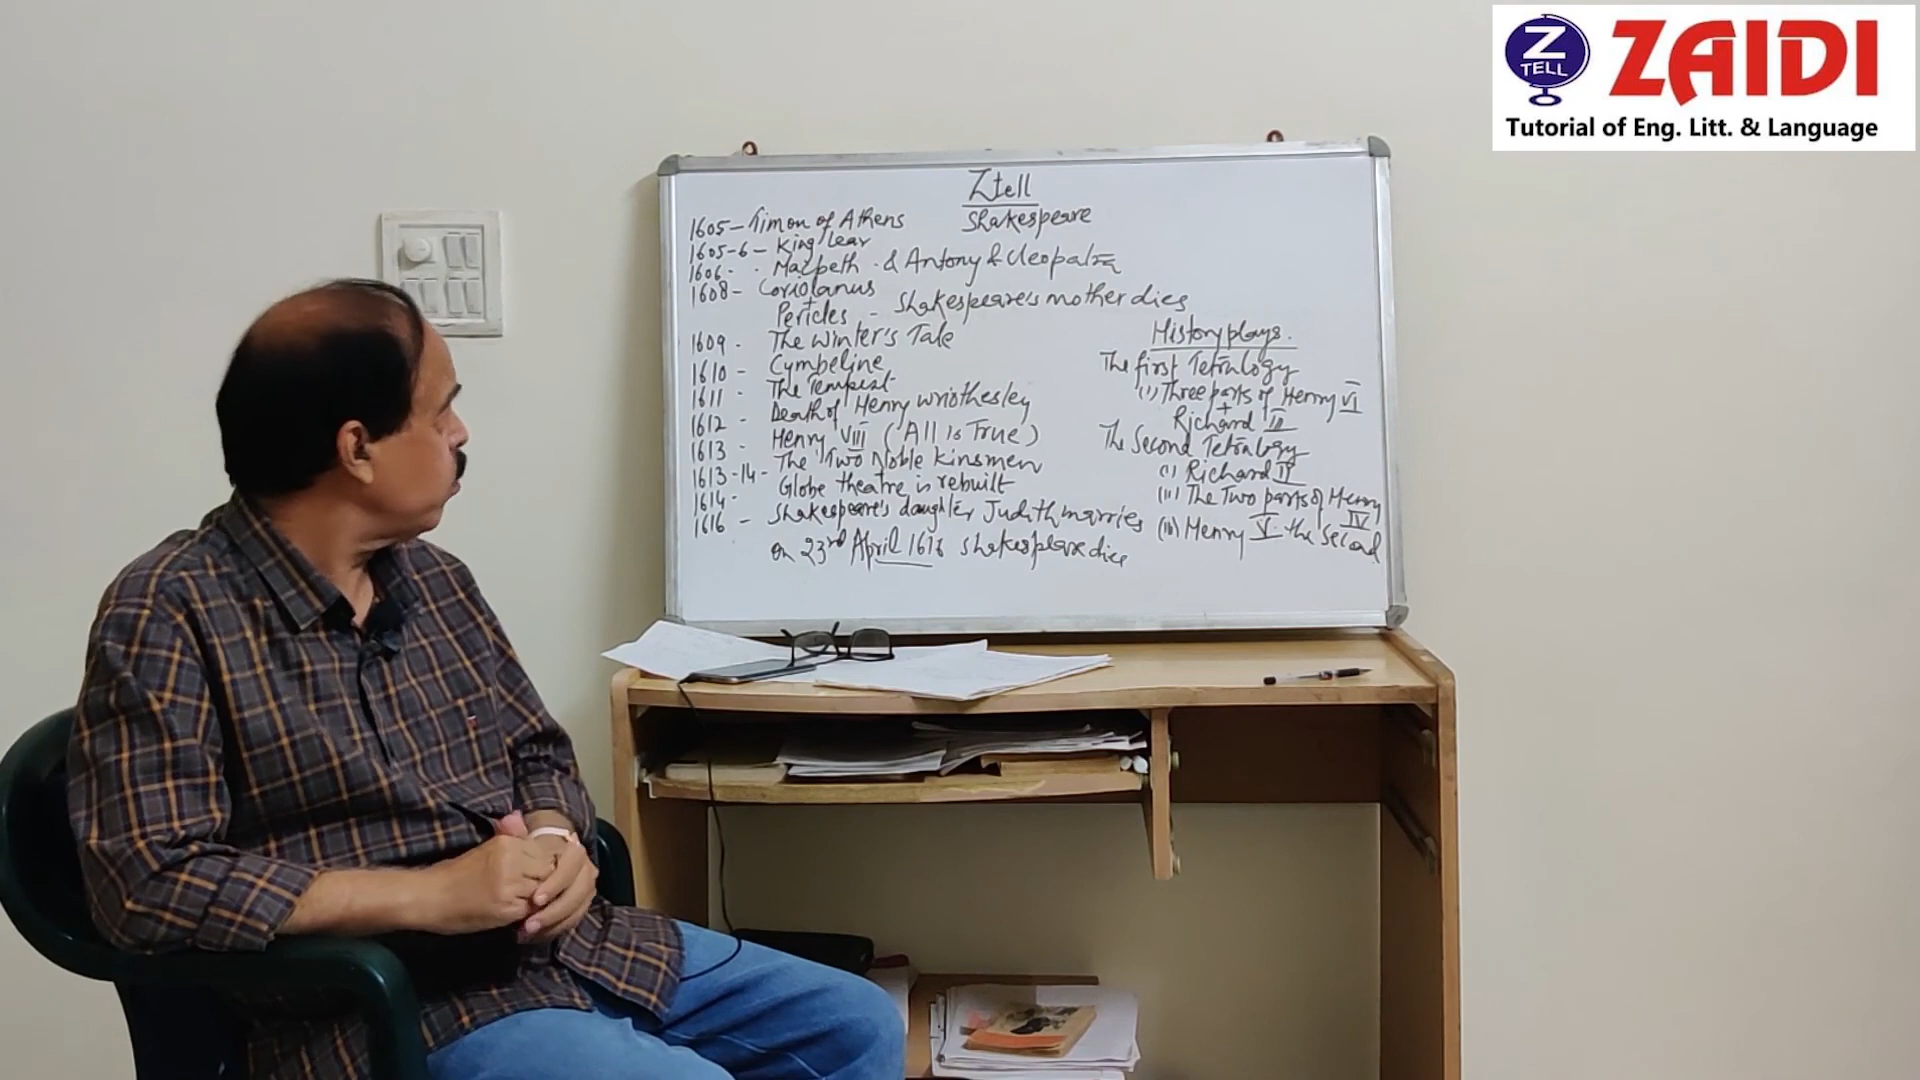 Z TELL ZAIDI
Tutorial of Eng. Litt. & Language
Ztell
Shakespeare
1605 – Timon of Athens
1605-6 – King Lear
1606 - Macbeth & Antony & Cleopatra
1608 - Coriolanus
+
Pericles - Shakespeare's mother dies
1609 - The Winter's Tale
1610 - Cymbeline
1611 - The Tempest
1612 - Death of Henry Wriothesley
1613 - Henry VIII (All is True)
1613-14 - The Two Noble Kinsmen
1614 - Globe theatre is rebuilt
1616 - Shakespeare's daughter Judith marries
on 23rd April 1616 Shakespeare dies
History plays.
The first Tetralogy
(i) Three parts of Henry VI
+
Richard III
The Second Tetralogy
(i) Richard II
(ii) The Two parts of Henry IV
(iii) Henry V the Second